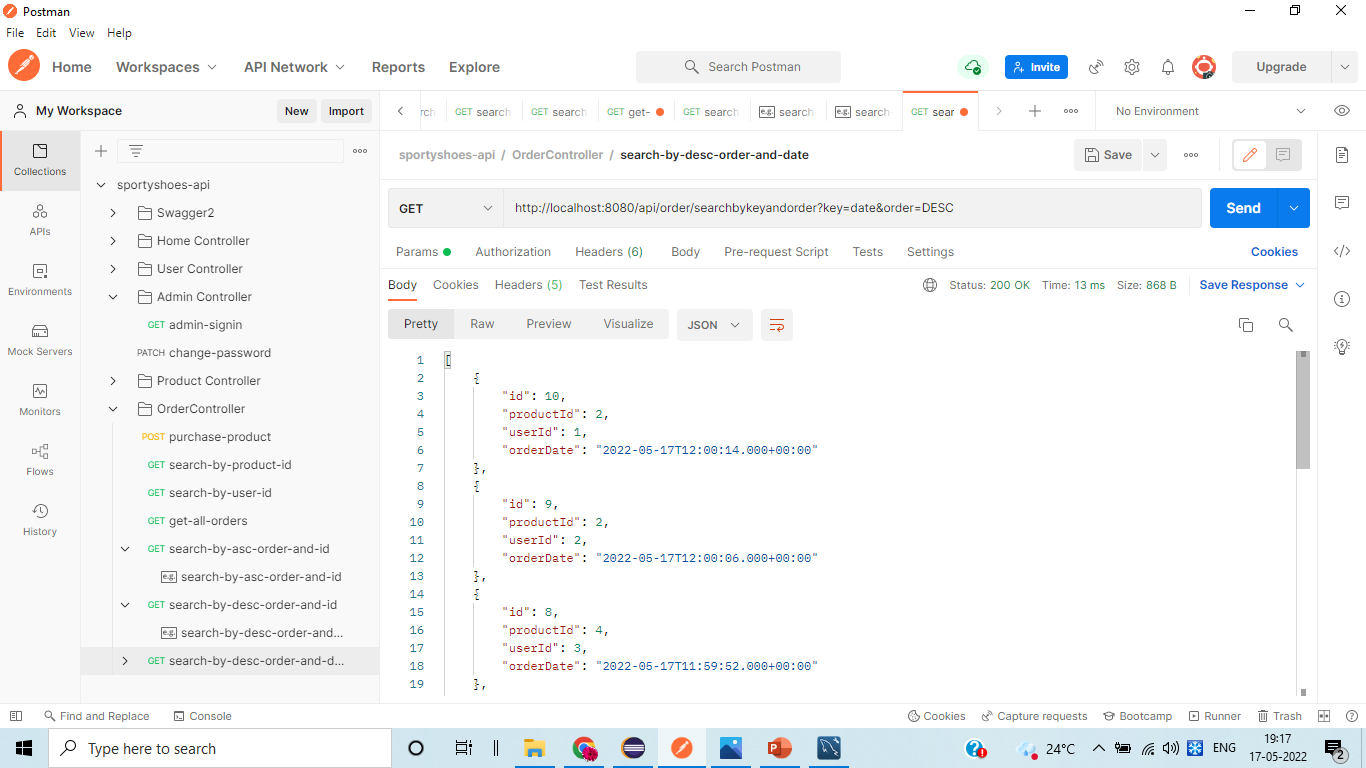 Postman
File Edit View Help
Home Workspaces API Network Reports Explore Search Postman Invite Upgrade
My Workspace New Import
rch GET search GET search GET get- GET search e.g. search e.g. search GET sear No Environment
sportyshoes-api / OrderController / search-by-desc-order-and-date Save
GET http://localhost:8080/api/order/searchbykeyandorder?key=date&order=DESC Send
Params Authorization Headers (6) Body Pre-request Script Tests Settings Cookies
Body Cookies Headers (5) Test Results Status: 200 OK Time: 13 ms Size: 868 B Save Response
Pretty Raw Preview Visualize JSON
Collections
APIs
Environments
Mock Servers
Monitors
Flows
History
sportyshoes-api
Swagger2
Home Controller
User Controller
Admin Controller
GET admin-signin
PATCH change-password
Product Controller
OrderController
POST purchase-product
GET search-by-product-id
GET search-by-user-id
GET get-all-orders
GET search-by-asc-order-and-id
e.g. search-by-asc-order-and-id
GET search-by-desc-order-and-id
e.g. search-by-desc-order-and...
GET search-by-desc-order-and-d...
1 [
2 {
3 "id": 10,
4 "productId": 2,
5 "userId": 1,
6 "orderDate": "2022-05-17T12:00:14.000+00:00"
7 },
8 {
9 "id": 9,
10 "productId": 2,
11 "userId": 2,
12 "orderDate": "2022-05-17T12:00:06.000+00:00"
13 },
14 {
15 "id": 8,
16 "productId": 4,
17 "userId": 3,
18 "orderDate": "2022-05-17T11:59:52.000+00:00"
19 },
Find and Replace Console Cookies Capture requests Bootcamp Runner Trash
Type here to search 24°C ENG 19:17
17-05-2022 2